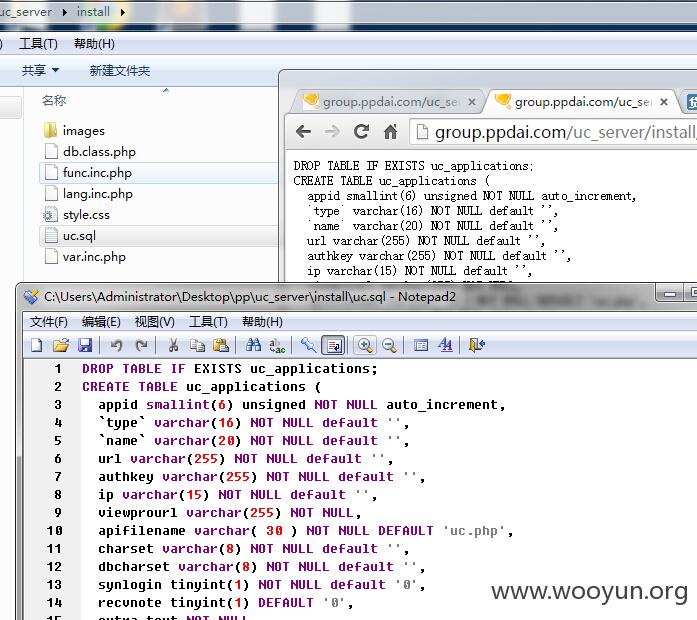 uc_server ▸ install ▸
工具(T) 帮助(H)
共享 ▼ 新建文件夹
名称
images
db.class.php
func.inc.php
lang.inc.php
style.css
uc.sql
var.inc.php
group.ppdai.com/uc_se × group.ppdai.com/uc_se ×
group.ppdai.com/uc_server/install/
DROP TABLE IF EXISTS uc_applications;
CREATE TABLE uc_applications (
appid smallint(6) unsigned NOT NULL auto_increment,
`type` varchar(16) NOT NULL default '',
`name` varchar(20) NOT NULL default '',
url varchar(255) NOT NULL default '',
authkey varchar(255) NOT NULL default '',
ip varchar(15) NOT NULL default '',
C:\Users\Administrator\Desktop\pp\uc_server\install\uc.sql - Notepad2
文件(F) 编辑(E) 视图(V) 工具(T) 帮助(H)
1 DROP TABLE IF EXISTS uc_applications;
2 CREATE TABLE uc_applications (
3 appid smallint(6) unsigned NOT NULL auto_increment,
4 `type` varchar(16) NOT NULL default '',
5 `name` varchar(20) NOT NULL default '',
6 url varchar(255) NOT NULL default '',
7 authkey varchar(255) NOT NULL default '',
8 ip varchar(15) NOT NULL default '',
9 viewprourl varchar(255) NOT NULL,
10 apifilename varchar( 30 ) NOT NULL DEFAULT 'uc.php',
11 charset varchar(8) NOT NULL default '',
12 dbcharset varchar(8) NOT NULL default '',
13 synlogin tinyint(1) NOT NULL default '0',
14 recvnote tinyint(1) DEFAULT '0',
www.wooyun.org